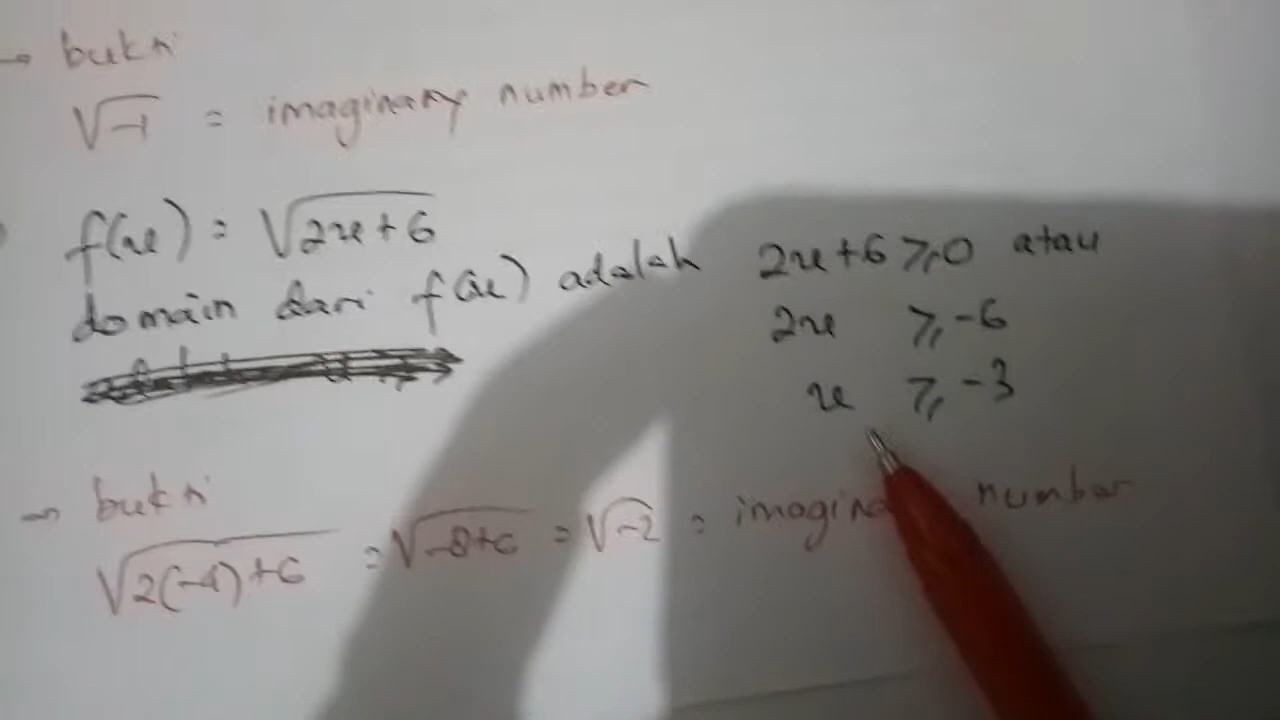 → bukti
√-1 = imaginary number
f(x) = √2x+6
domain dari f(x) adalah 2x+6 ≥ 0 atau
2x ≥ -6
x ≥ -3
→ bukti
√2(-4)+6 = √-8+6 = √-2 = number